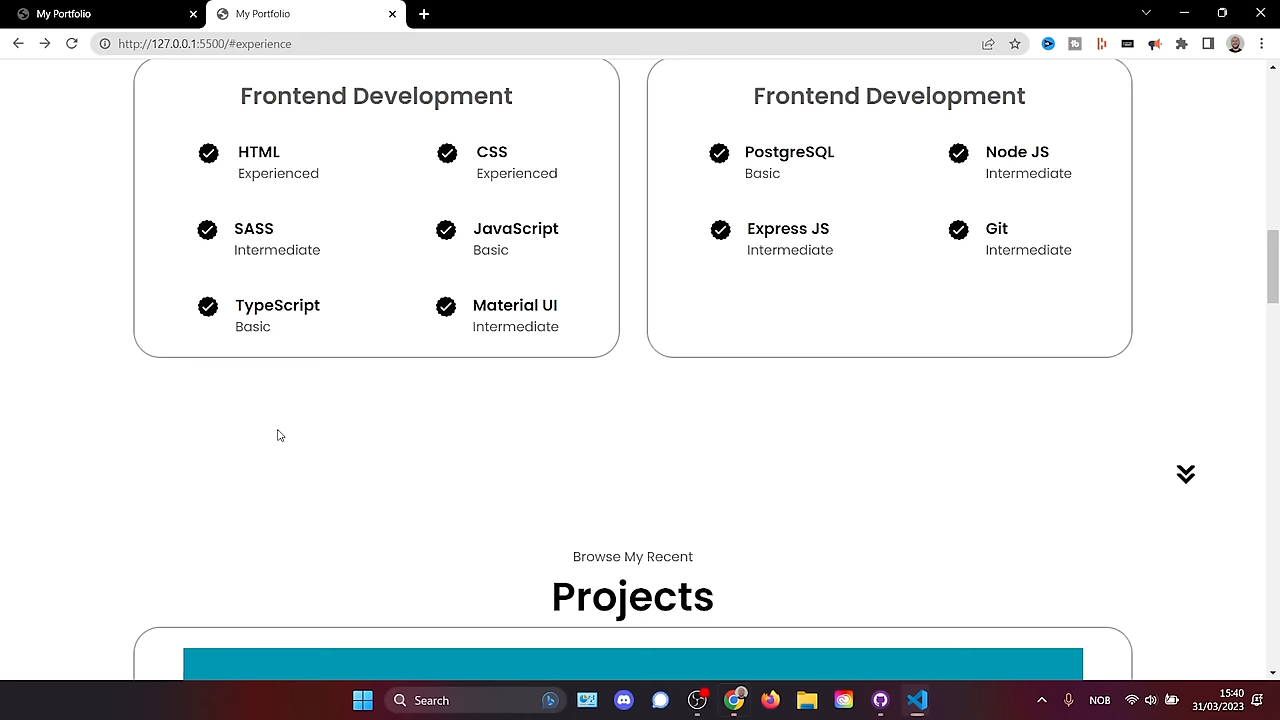 My Portfolio
My Portfolio
http://127.0.0.1:5500/#experience
Frontend Development
HTML
Experienced
CSS
Experienced
SASS
Intermediate
JavaScript
Basic
TypeScript
Basic
Material UI
Intermediate
Frontend Development
PostgreSQL
Basic
Node JS
Intermediate
Express JS
Intermediate
Git
Intermediate
Browse My Recent
Projects
Search
NOB
15:40
31/03/2023